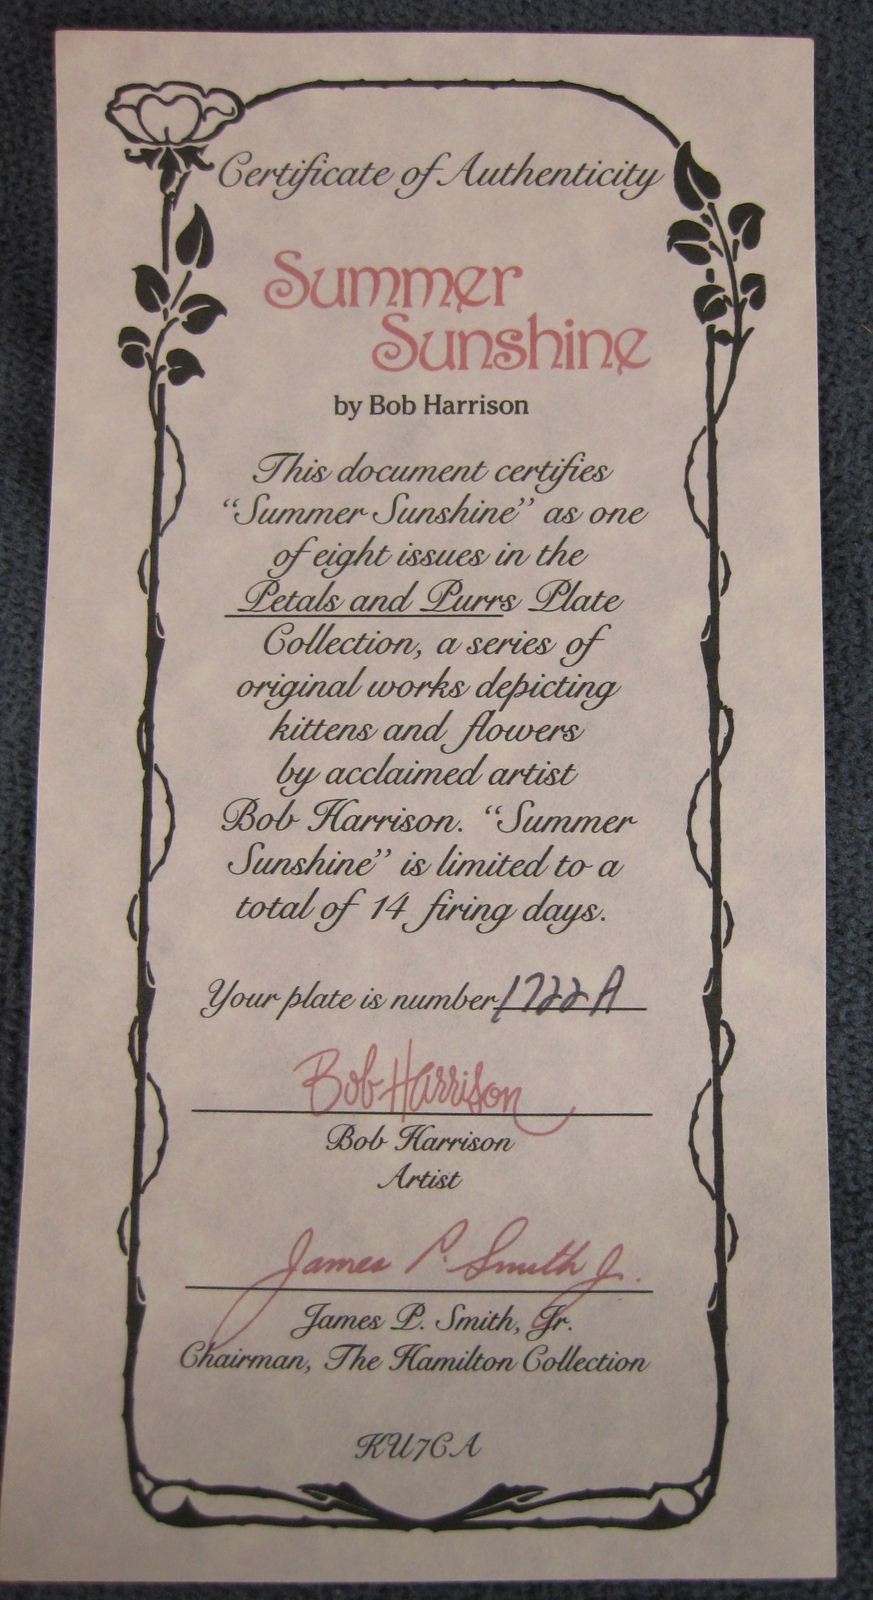 Certificate of Authenticity
Summer
Sunshine
by Bob Harrison
This document certifies
“Summer Sunshine” as one
of eight issues in the
Petals and Purrs Plate
Collection, a series of
original works depicting
kittens and flowers
by acclaimed artist
Bob Harrison. “Summer
Sunshine” is limited to a
total of 14 firing days.
Your plate is number 1722A
Bob Harrison
Bob Harrison
Artist
James P. Smith Jr.
James P. Smith, Jr.
Chairman, The Hamilton Collection
KU7CA